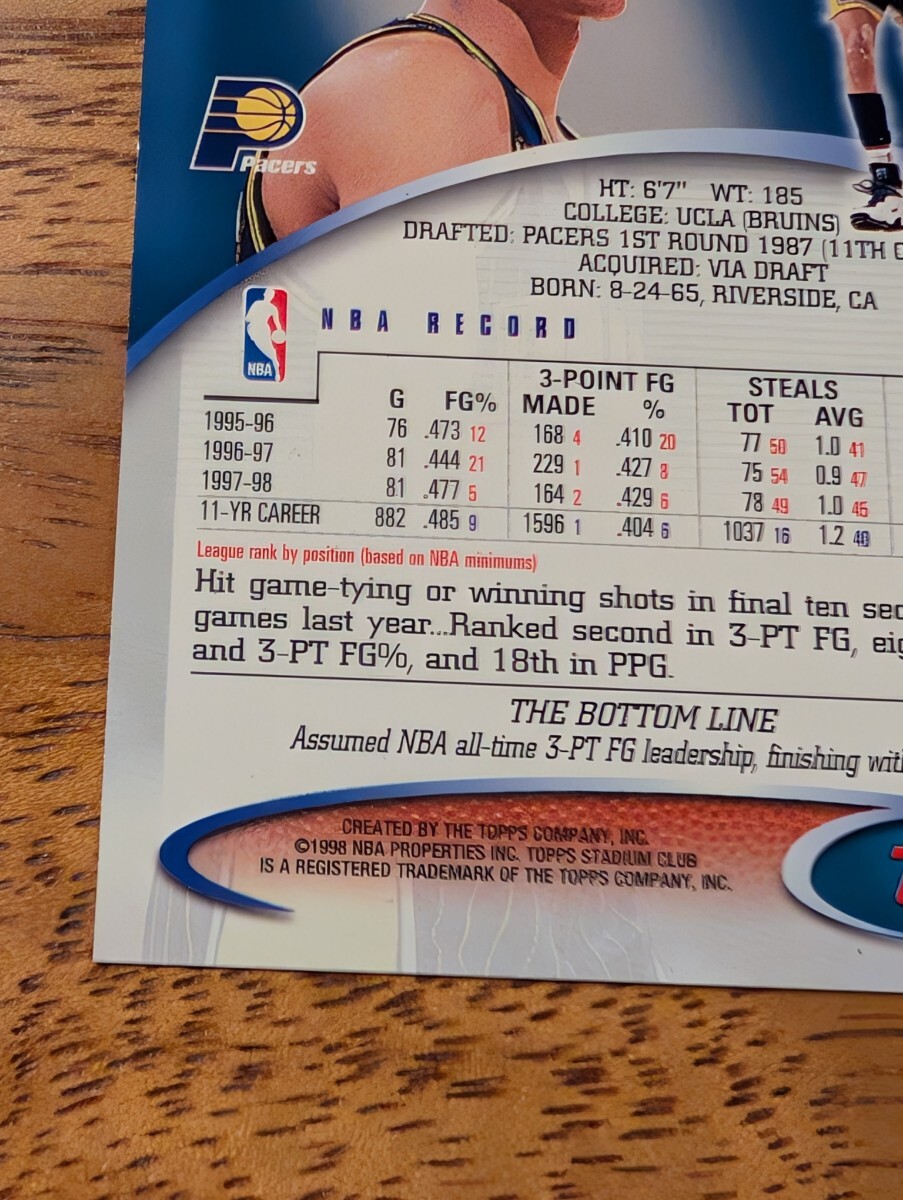 Pacers
HT: 6'7" WT: 185
COLLEGE: UCLA (BRUINS)
DRAFTED: PACERS 1ST ROUND 1987 (11TH
ACQUIRED: VIA DRAFT
BORN: 8-24-65, RIVERSIDE, CA
NBA
NBA RECORD
3-POINT FG STEALS
G FG% MADE % TOT AVG
1995-96 76 .473 12 168 4 .410 20 77 50 1.0 41
1996-97 81 .444 21 229 1 .427 8 75 54 0.9 47
1997-98 81 .477 5 164 2 .429 6 78 49 1.0 45
11-YR CAREER 882 .485 9 1596 1 .404 6 1037 16 1.2 40
League rank by position (based on NBA minimums)
Hit game-tying or winning shots in final ten sec
games last year...Ranked second in 3-PT FG, eig
and 3-PT FG%, and 18th in PPG.
THE BOTTOM LINE
Assumed NBA all-time 3-PT FG leadership, finishing wit
CREATED BY THE TOPPS COMPANY, INC.
©1998 NBA PROPERTIES INC. TOPPS STADIUM CLUB
IS A REGISTERED TRADEMARK OF THE TOPPS COMPANY, INC.